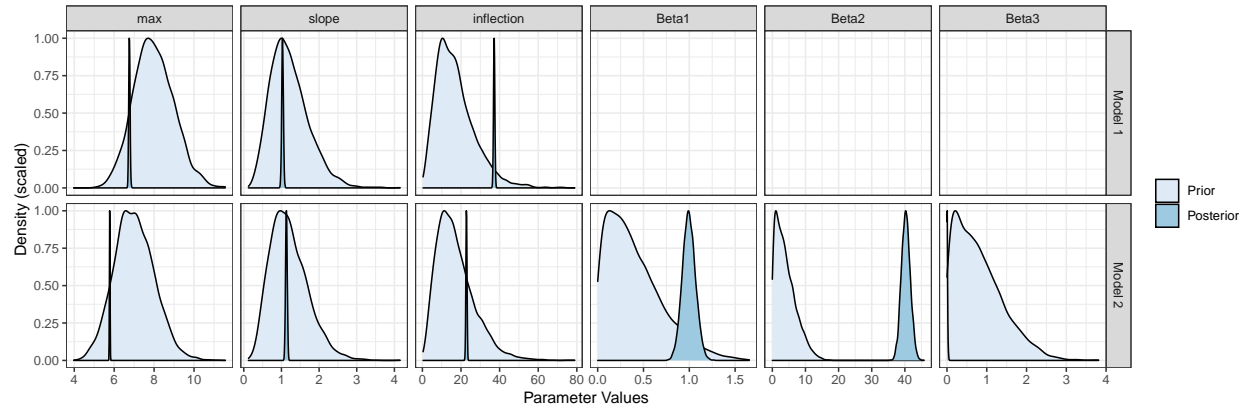 max slope inflection Beta1 Beta2 Beta3
1.00
0.75
0.50
0.25
0.00
Model 1
1.00
0.75
0.50
0.25
0.00
Model 2
Density (scaled)
4 6 8 10 0 1 2 3 4 0 20 40 60 80 0.0 0.5 1.0 1.5 0 10 20 30 40 0 1 2 3 4
Parameter Values
Prior
Posterior